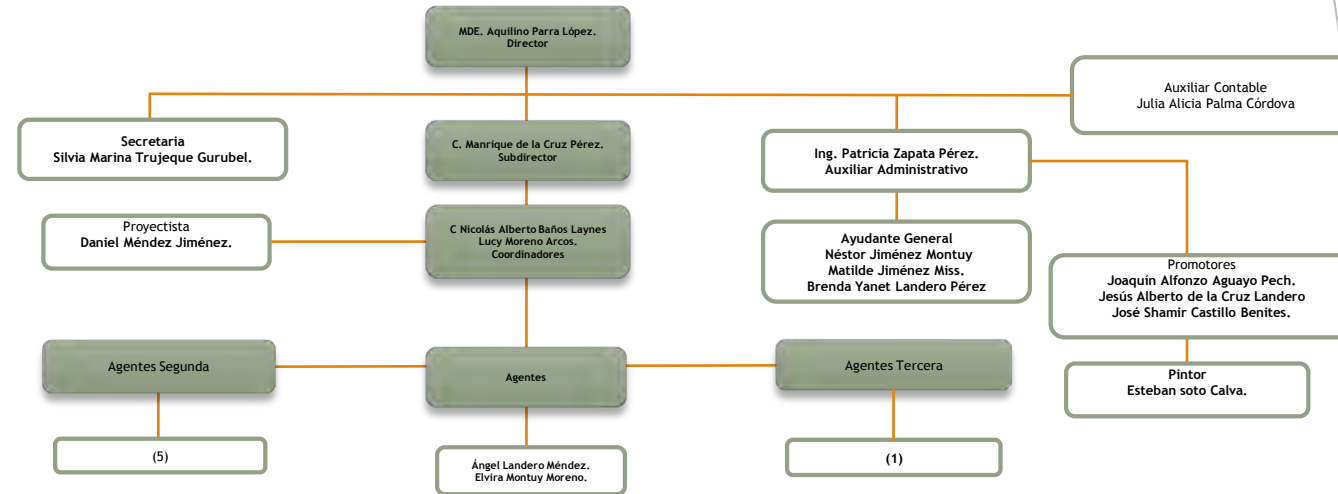 MDE. Aquilino Parra López.
Director
Auxiliar Contable
Julia Alicia Palma Córdova
Secretaria
Silvia Marina Trujeque Gurubel.
C. Manrique de la Cruz Pérez.
Subdirector
Ing. Patricia Zapata Pérez.
Auxiliar Administrativo
Proyectista
Daniel Méndez Jiménez.
C Nicolás Alberto Baños Laynes
Lucy Moreno Arcos.
Coordinadores
Ayudante General
Néstor Jiménez Montuy
Matilde Jiménez Miss.
Brenda Yanet Landero Pérez
Promotores
Joaquín Alfonzo Aguayo Pech.
Jesús Alberto de la Cruz Landero
José Shamir Castillo Benites.
Agentes Segunda
Agentes
Agentes Tercera
Pintor
Esteban soto Calva.
(5)
Ángel Landero Méndez.
Elvira Montuy Moreno.
(1)